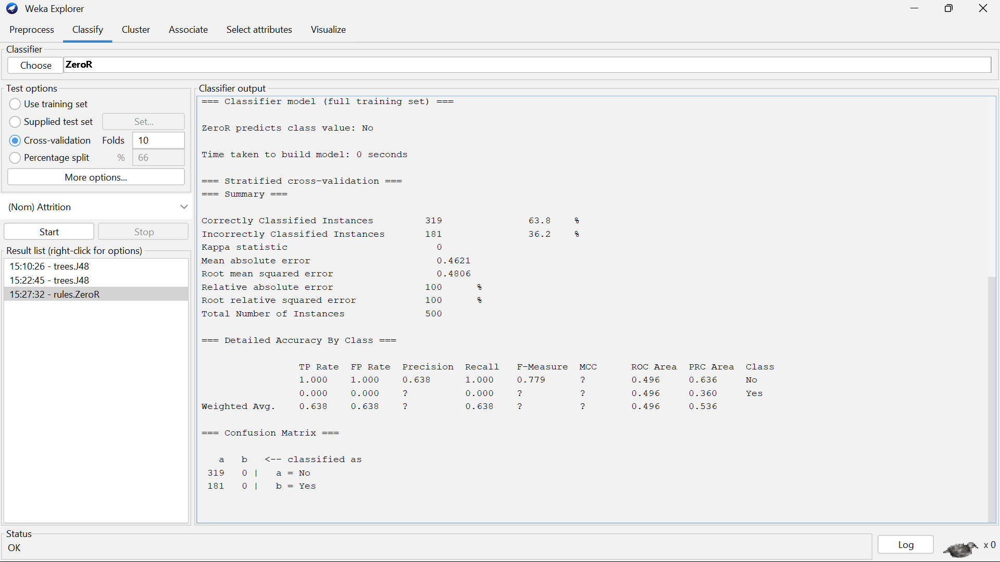 Weka Explorer
Preprocess Classify Cluster Associate Select attributes Visualize
Classifier
Choose ZeroR
Test options
Use training set
Supplied test set Set...
Cross-validation Folds 10
Percentage split % 66
More options...
(Nom) Attrition
Start Stop
Result list (right-click for options)
15:10:26 - trees.J48
15:22:45 - trees.J48
15:27:32 - rules.ZeroR
Classifier output
=== Classifier model (full training set) ===
ZeroR predicts class value: No
Time taken to build model: 0 seconds
=== Stratified cross-validation ===
=== Summary ===
Correctly Classified Instances 319 63.8 %
Incorrectly Classified Instances 181 36.2 %
Kappa statistic 0
Mean absolute error 0.4621
Root mean squared error 0.4806
Relative absolute error 100 %
Root relative squared error 100 %
Total Number of Instances 500
=== Detailed Accuracy By Class ===
TP Rate FP Rate Precision Recall F-Measure MCC ROC Area PRC Area Class
1.000 1.000 0.638 1.000 0.779 ? 0.496 0.636 No
0.000 0.000 ? 0.000 ? ? 0.496 0.360 Yes
Weighted Avg. 0.638 0.638 ? 0.638 ? ? 0.496 0.536
=== Confusion Matrix ===
a b <-- classified as
319 0 | a = No
181 0 | b = Yes
Status
OK
Log x 0